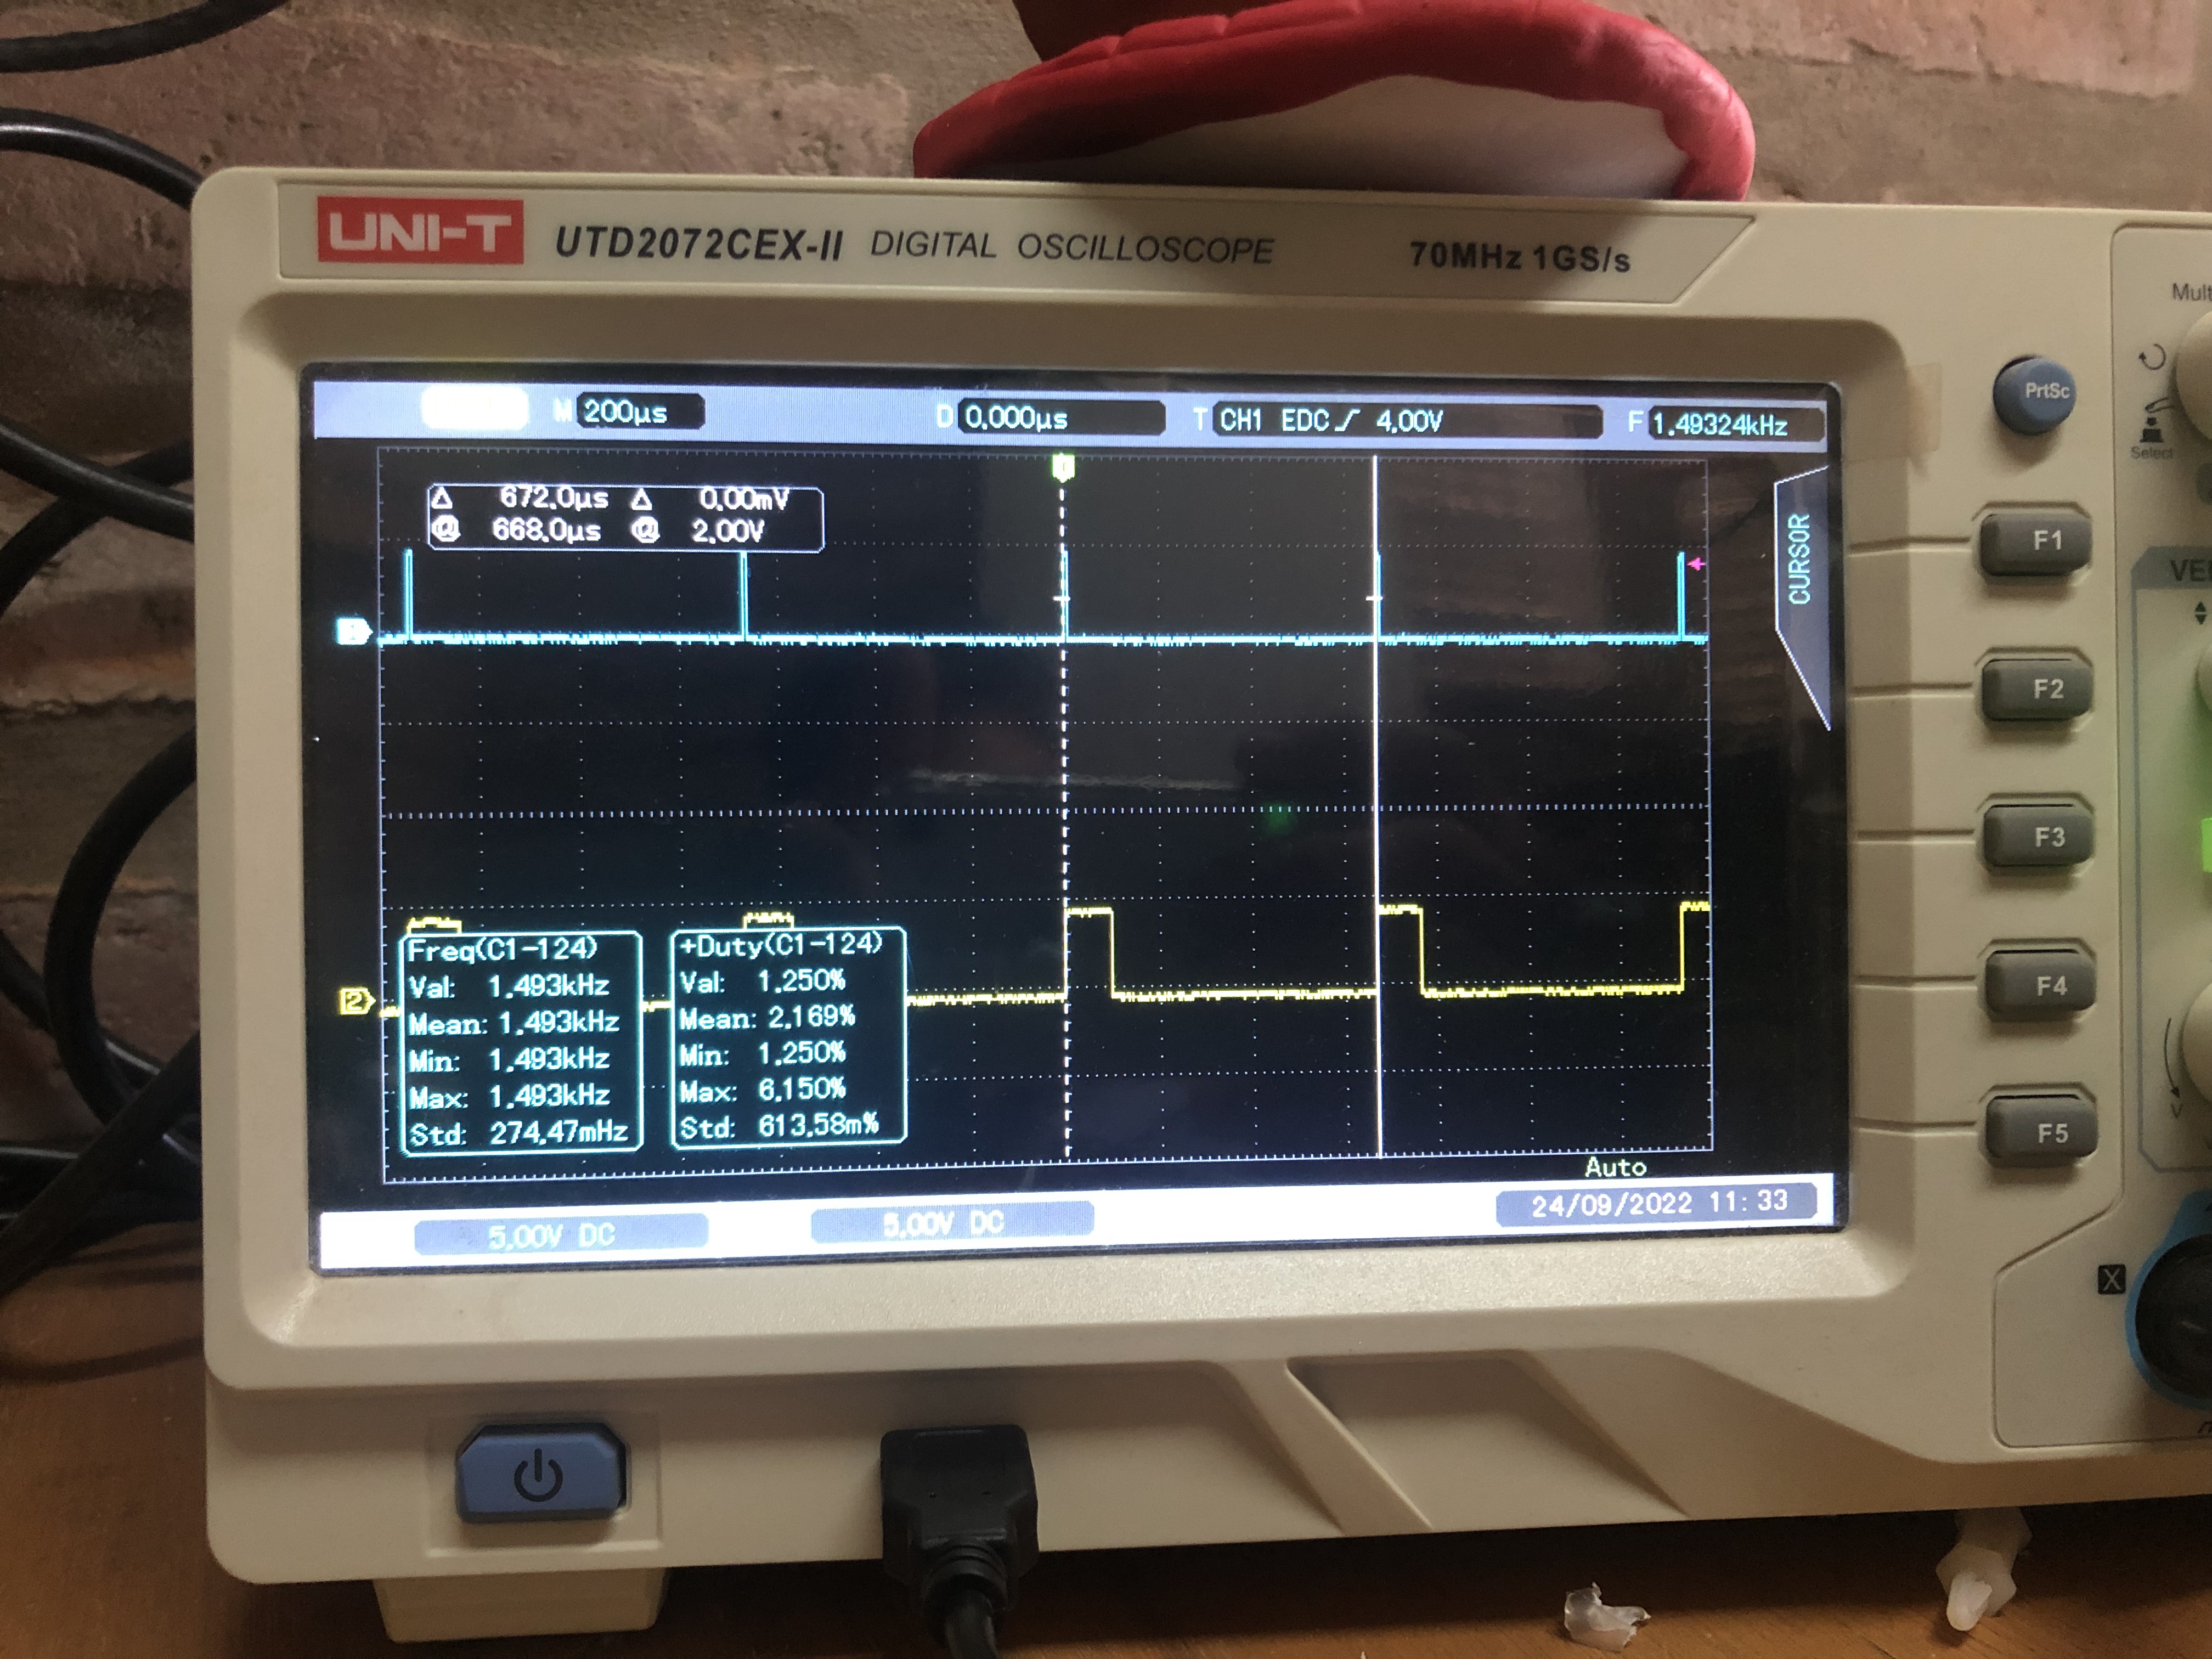 UNI-T UTD2072CEX-II DIGITAL OSCILLOSCOPE 70MHz 1GS/s
M 200μs D 0.000μs T CH1 EDC 4.00V F 1.49324kHz
Δ 672.0μs Δ 0.00mV
@ 668.0μs @ 2.00V
CURSOR
PrtSc
Select
F1
F2
F3
F4
F5
2
Freq(C1-124)
Val: 1.493kHz
Mean: 1.493kHz
Min: 1.493kHz
Max: 1.493kHz
Std: 274.47mHz
+Duty(C1-124)
Val: 1.250%
Mean: 2.169%
Min: 1.250%
Max: 6.150%
Std: 613.58m%
Auto
5.00V DC 5.00V DC 24/09/2022 11:33
X